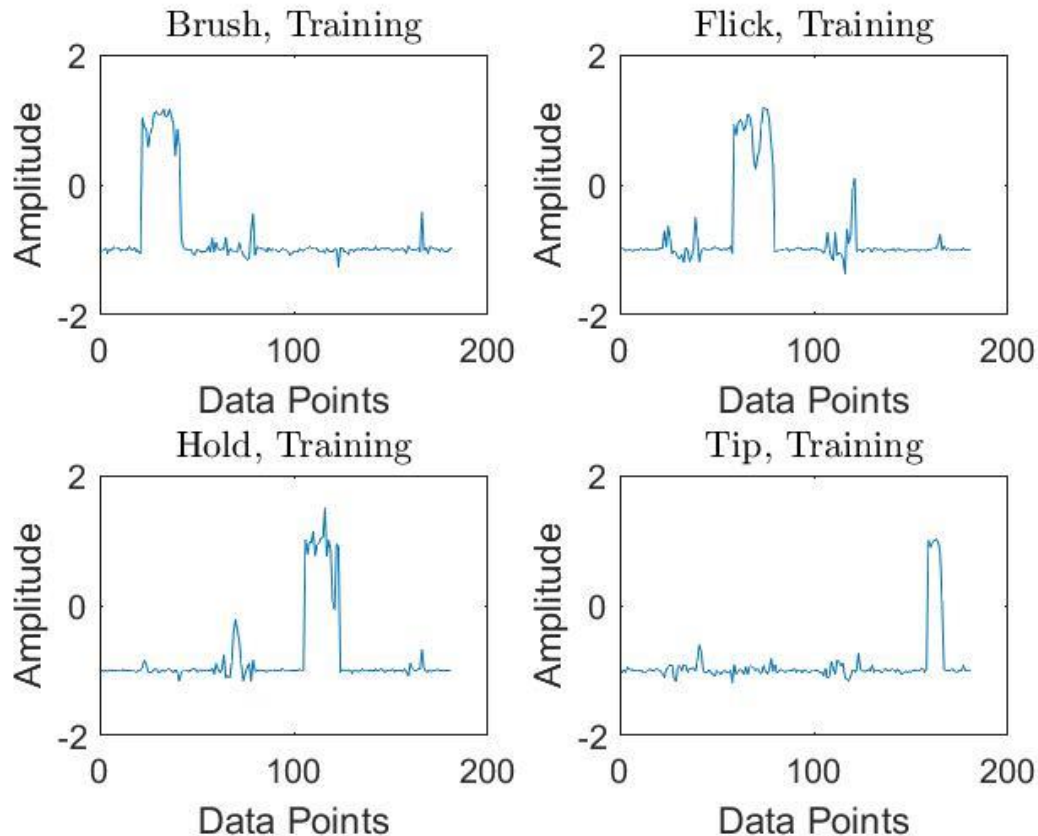 Brush, Training
2
0
-2
Amplitude
0
100
200
Data Points
Flick, Training
2
0
-2
Amplitude
0
100
200
Data Points
Hold, Training
2
0
-2
Amplitude
0
100
200
Data Points
Tip, Training
2
0
-2
Amplitude
0
100
200
Data Points